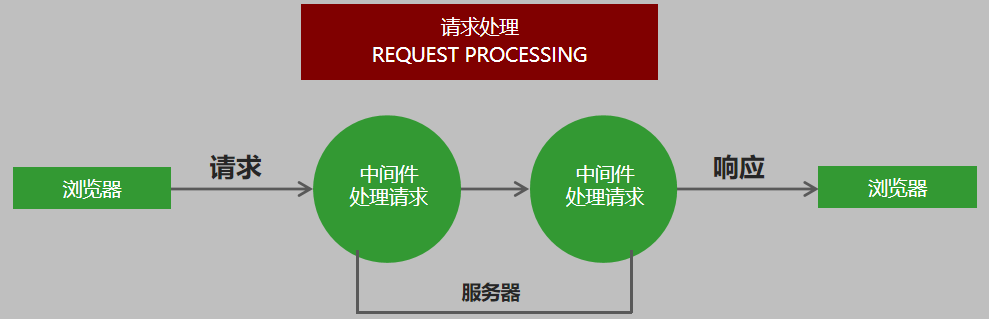 请求处理
REQUEST PROCESSING
浏览器
请求
中间件
处理请求
中间件
处理请求
响应
浏览器
服务器